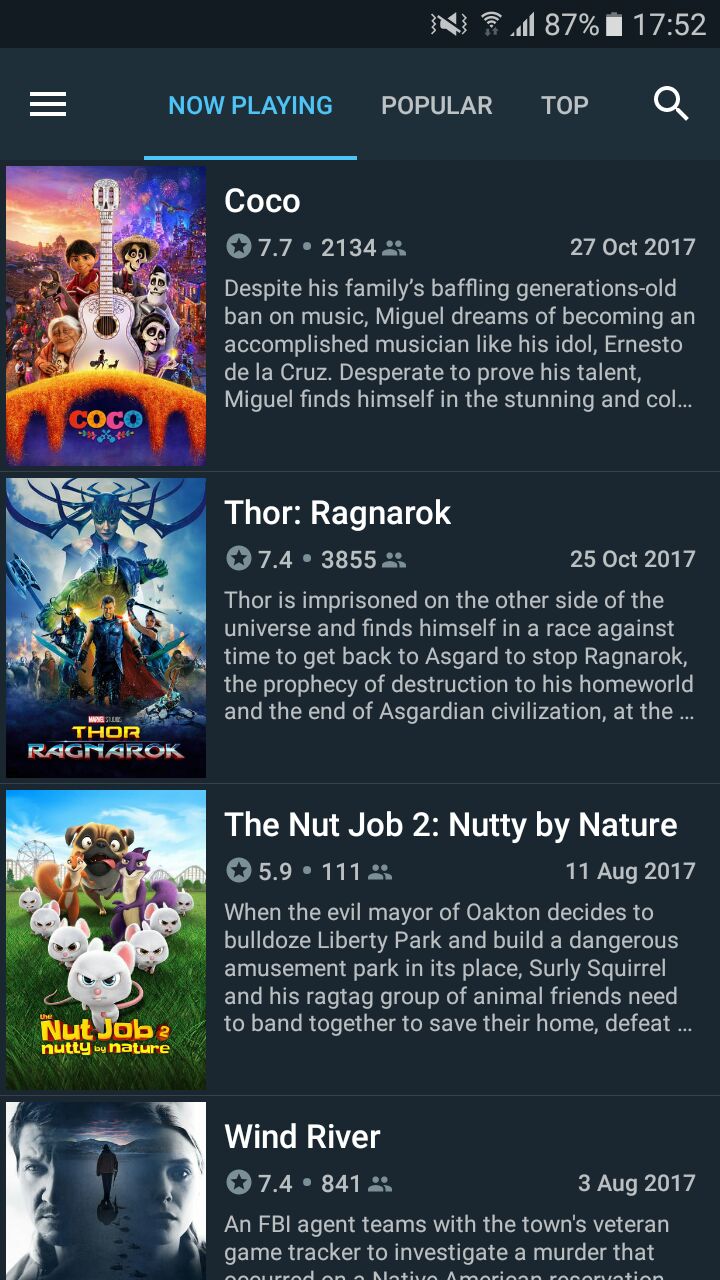 87% 17:52
NOW PLAYING POPULAR TOP
COCO
Coco
7.7 • 2134 27 Oct 2017
Despite his family’s baffling generations-old
ban on music, Miguel dreams of becoming an
accomplished musician like his idol, Ernesto
de la Cruz. Desperate to prove his talent,
Miguel finds himself in the stunning and col…
MARVEL STUDIOS
THOR
RAGNAROK
Thor: Ragnarok
7.4 • 3855 25 Oct 2017
Thor is imprisoned on the other side of the
universe and finds himself in a race against
time to get back to Asgard to stop Ragnarok,
the prophecy of destruction to his homeworld
and the end of Asgardian civilization, at the …
the
Nut Job 2
nutty by nature
The Nut Job 2: Nutty by Nature
5.9 • 111 11 Aug 2017
When the evil mayor of Oakton decides to
bulldoze Liberty Park and build a dangerous
amusement park in its place, Surly Squirrel
and his ragtag group of animal friends need
to band together to save their home, defeat …
Wind River
7.4 • 841 3 Aug 2017
An FBI agent teams with the town's veteran
game tracker to investigate a murder that
occurred on a Native American reservation